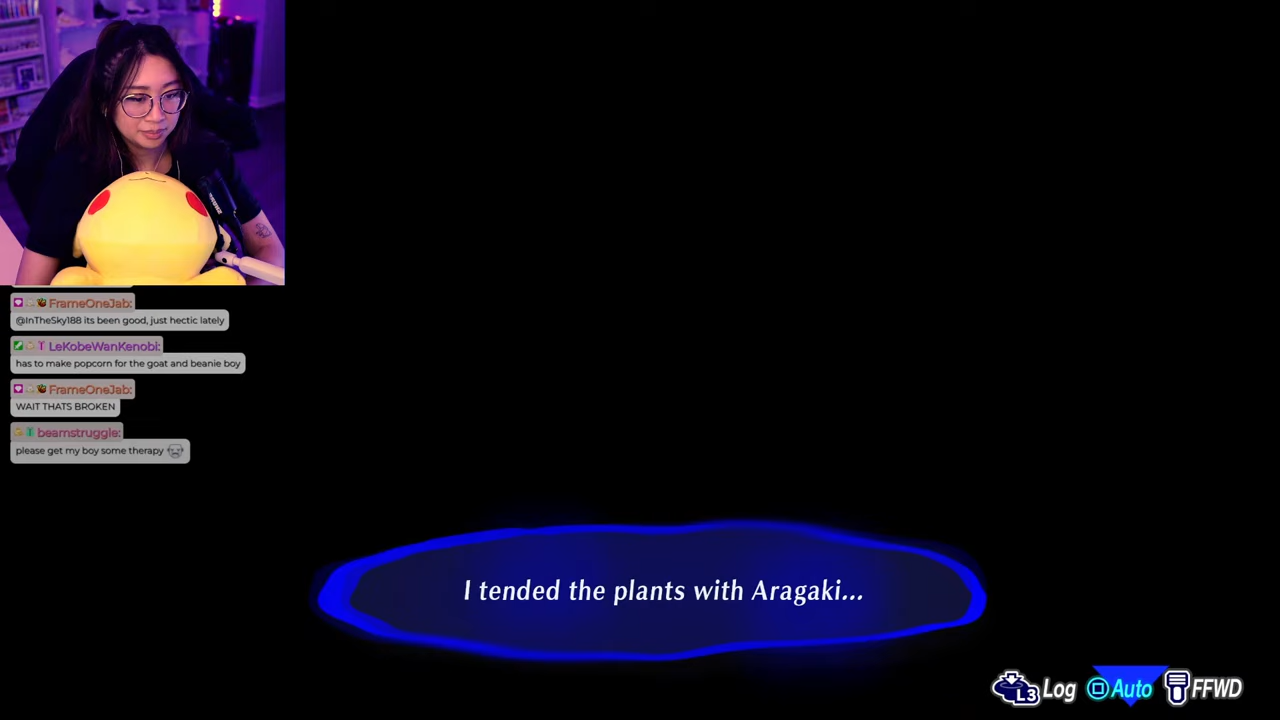 FrameOneJab:
@InTheSky188 its been good, just hectic lately
LeKobeWanKenobi:
has to make popcorn for the goat and beanie boy
FrameOneJab:
WAIT THATS BROKEN
beamstruggle:
please get my boy some therapy
I tended the plants with Aragaki...
L3 Log Auto FFWD